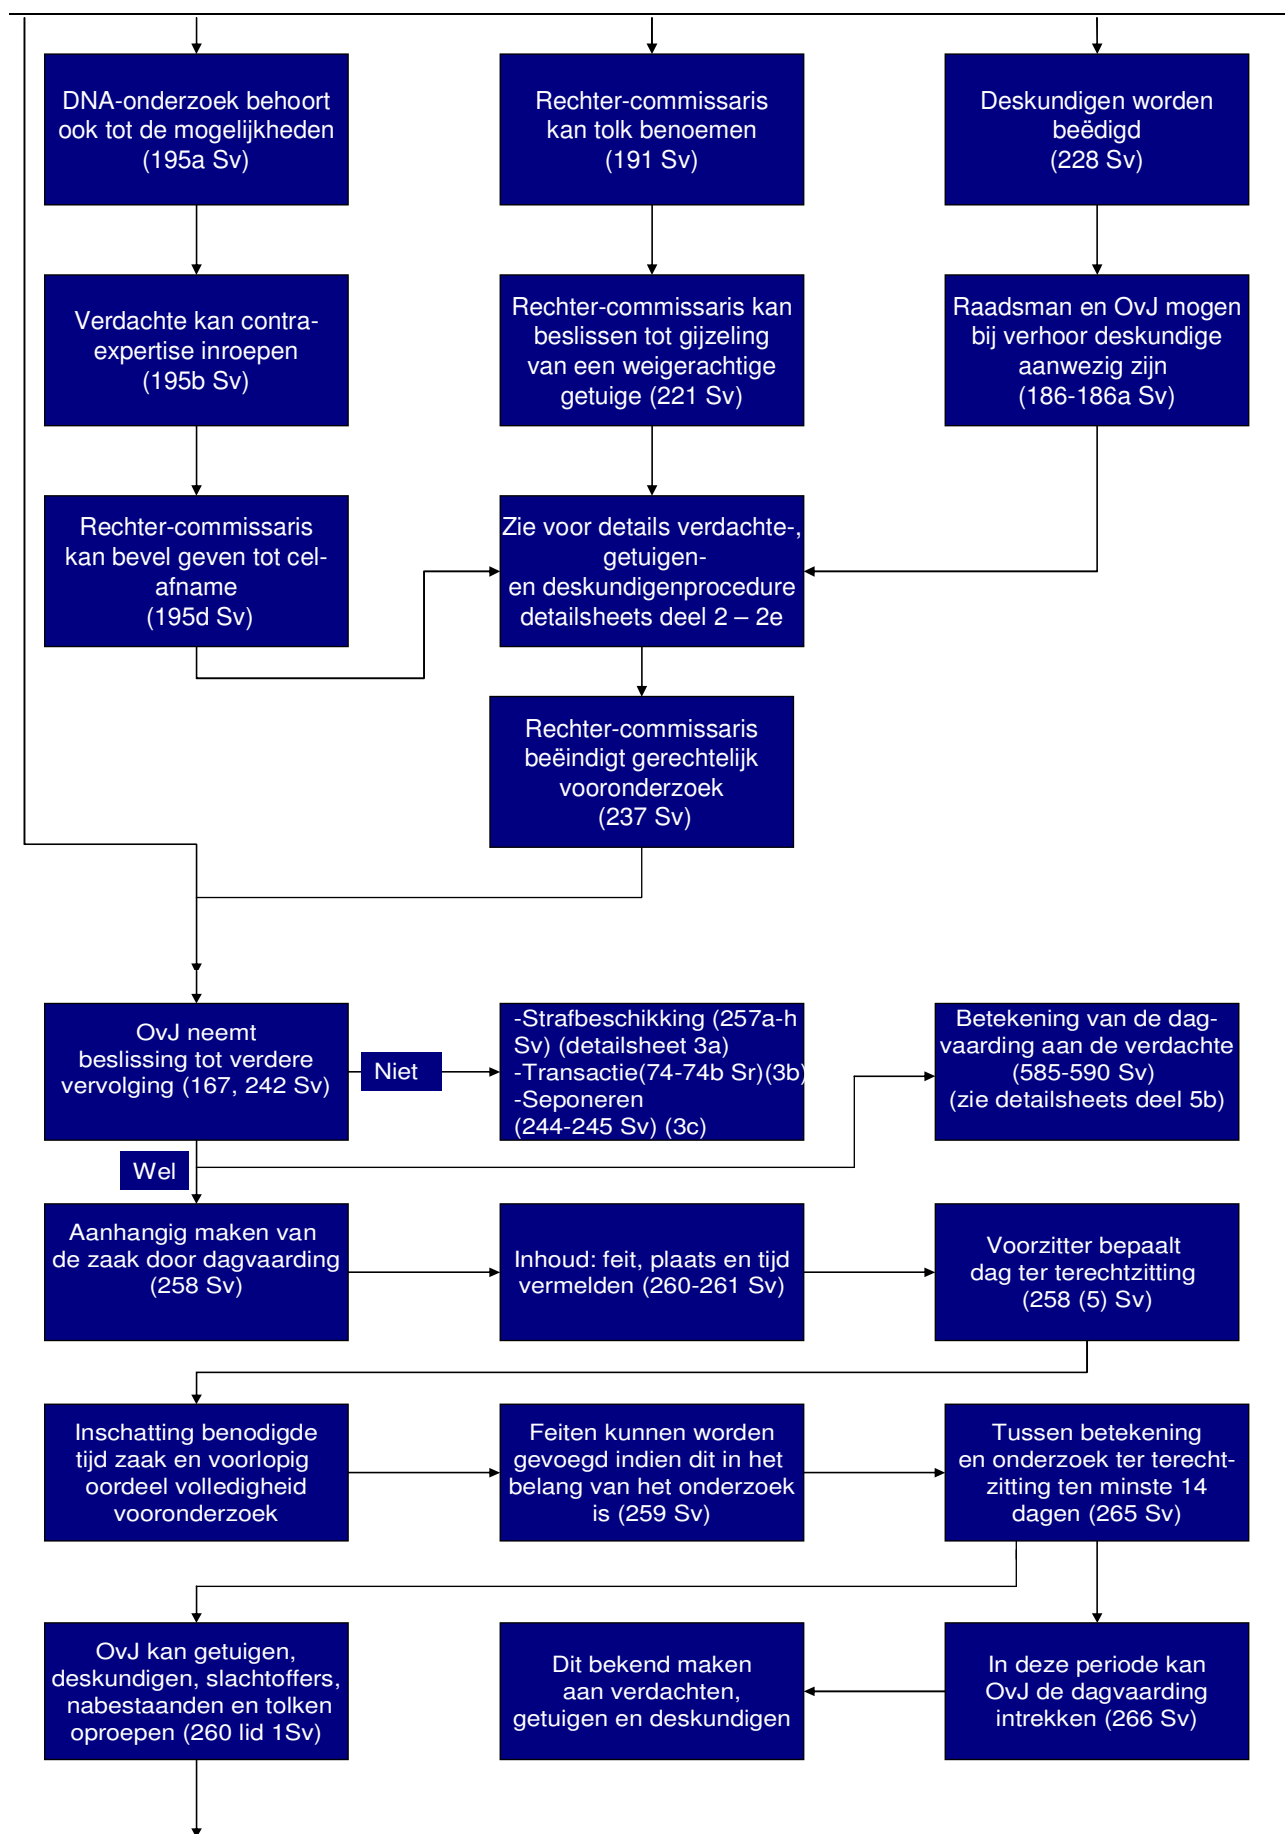 DNA-onderzoek behoort
ook tot de mogelijkheden
(195a Sv)
Rechter-commissaris
kan tolk benoemen
(191 Sv)
Deskundigen worden
beëdigd
(228 Sv)
Verdachte kan contra-
expertise inroepen
(195b Sv)
Rechter-commissaris kan
beslissen tot gijzeling
van een weigerachtige
getuige (221 Sv)
Raadsman en OvJ mogen
bij verhoor deskundige
aanwezig zijn
(186-186a Sv)
Rechter-commissaris
kan bevel geven tot cel-
afname
(195d Sv)
Zie voor details verdachte-,
getuigen-
en deskundigenprocedure
detailsheets deel 2 – 2e
Rechter-commissaris
beëindigt gerechtelijk
vooronderzoek
(237 Sv)
OvJ neemt
beslissing tot verdere
vervolging (167, 242 Sv)
Niet
-Strafbeschikking (257a-h
Sv) (detailsheet 3a)
-Transactie(74-74b Sr)(3b)
-Seponeren
(244-245 Sv) (3c)
Betekening van de dag-
vaarding aan de verdachte
(585-590 Sv)
(zie detailsheets deel 5b)
Wel
Aanhangig maken van
de zaak door dagvaarding
(258 Sv)
Inhoud: feit, plaats en tijd
vermelden (260-261 Sv)
Voorzitter bepaalt
dag ter terechtzitting
(258 (5) Sv)
Inschatting benodigde
tijd zaak en voorlopig
oordeel volledigheid
vooronderzoek
Feiten kunnen worden
gevoegd indien dit in het
belang van het onderzoek
is (259 Sv)
Tussen betekening
en onderzoek ter terecht-
zitting ten minste 14
dagen (265 Sv)
OvJ kan getuigen,
deskundigen, slachtoffers,
nabestaanden en tolken
oproepen (260 lid 1Sv)
Dit bekend maken
aan verdachten,
getuigen en deskundigen
In deze periode kan
OvJ de dagvaarding
intrekken (266 Sv)